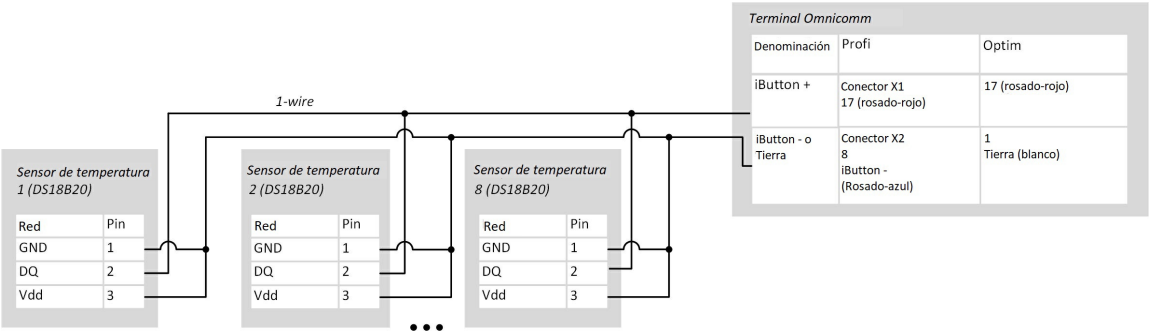 Terminal Omnicomm
Denominación Profi Optim
iButton + Conector X1 17 (rosado-rojo)
17 (rosado-rojo)
iButton - o Conector X2 1
Tierra 8 Tierra (blanco)
iButton -
(Rosado-azul)
1-wire
Sensor de temperatura
1 (DS18B20)
Red Pin
GND 1
DQ 2
Vdd 3
Sensor de temperatura
2 (DS18B20)
Red Pin
GND 1
DQ 2
Vdd 3
Sensor de temperatura
8 (DS18B20)
Red Pin
GND 1
DQ 2
Vdd 3